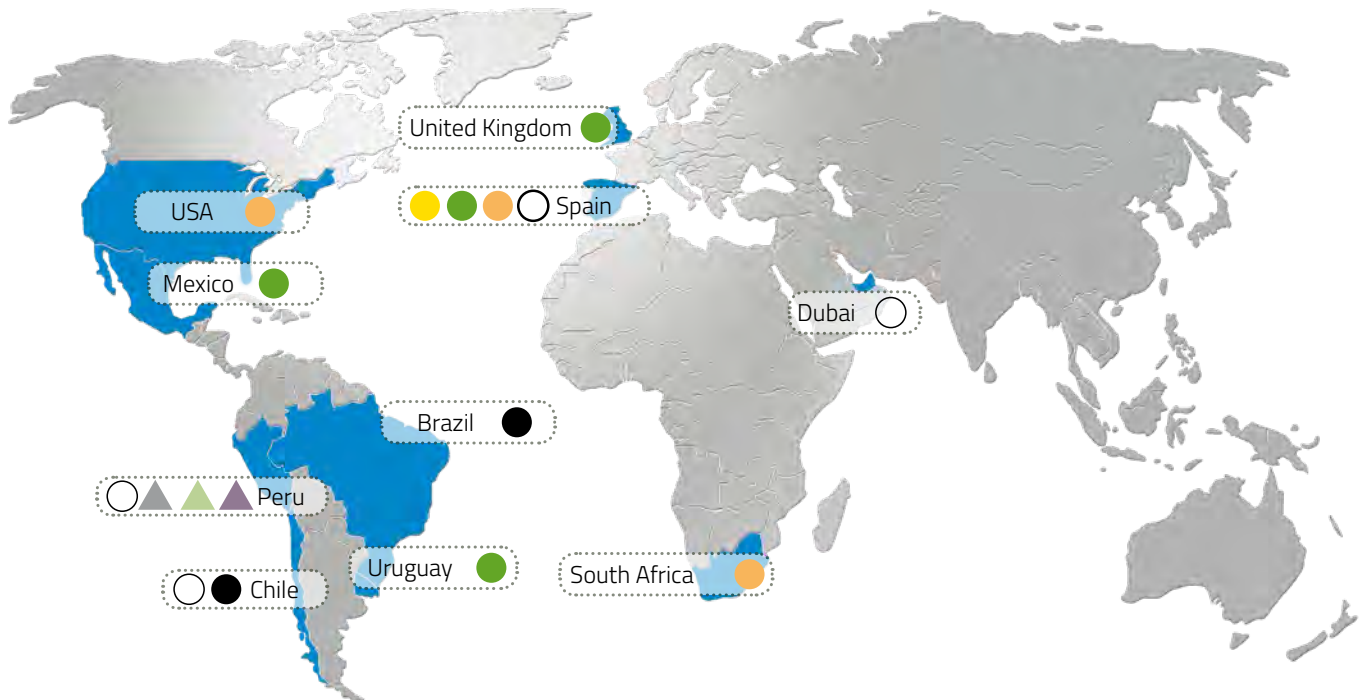 United Kingdom
USA
Spain
Mexico
Dubai
Brazil
Peru
Uruguay
South Africa
Chile